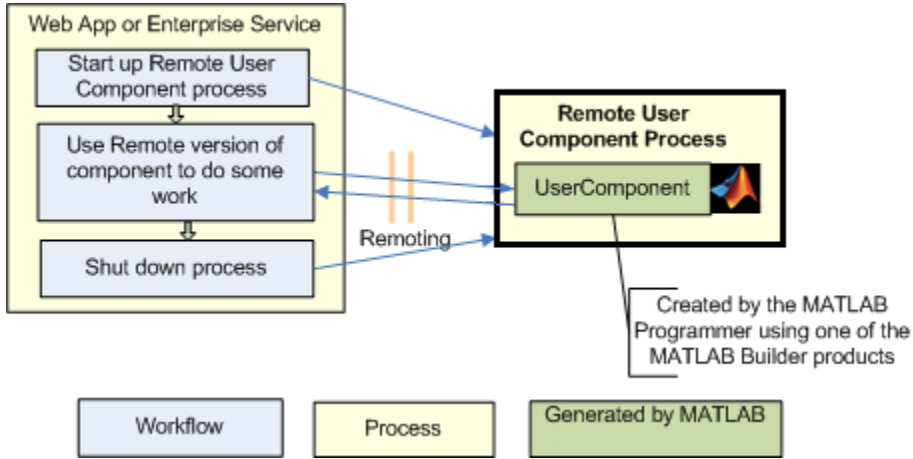 Web App or Enterprise Service
Start up Remote User
Component process
Use Remote version of
component to do some
work
Shut down process
Remoting
Remote User
Component Process
UserComponent
Created by the MATLAB
Programmer using one of the
MATLAB Builder products
Workflow
Process
Generated by MATLAB